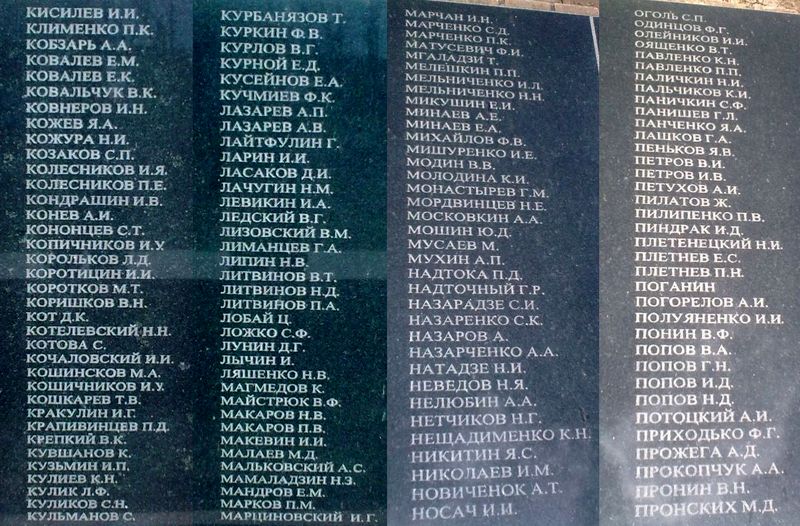 КИСИЛЕВ И.И.
КЛИМЕНКО П.К.
КОБЗАРЬ А.А.
КОВАЛЕВ Е.М.
КОВАЛЕВ Е.К.
КОВАЛЬЧУК В.К.
КОВНЕРОВ И.Н.
КОЖЕВ Я.А.
КОЖУРА Н.И.
КОЗАКОВ С.П.
КОЛЕСНИКОВ И.Я.
КОЛЕСНИКОВ П.Е.
КОНДРАШИН И.В.
КОНЕВ А.И.
КОНОНЦЕВ С.Т.
КОПИЧНИКОВ И.У.
КОРОЛЬКОВ Л.Д.
КОРОТИЦИН И.И.
КОРОТКОВ М.Т.
КОРИШКОВ В.Н.
КОТ Д.К.
КОТЕЛЕВСКИЙ Н.Н.
КОТОВА С.
КОЧАЛОВСКИЙ И.И.
КОШИНСКОВ М.А.
КОШИЧНИКОВ И.У.
КОШКАРЕВ Т.В.
КРАКУЛИН И.Г.
КРАПИВИНЦЕВ П.Д.
КРЕПКИЙ В.К.
КУВШАНОВ К.
КУЗЬМИН И.П.
КУЛИЕВ К.Н.
КУЛИК Л.Ф.
КУЛИКОВ С.Н.
КУЛЬМАНОВ С.
КУРБАНЯЗОВ Т.
КУРКИН Ф.В.
КУРЛОВ В.Г.
КУРНОЙ Е.Д.
КУСЕЙНОВ Е.А.
КУЧМИЕВ Ф.К.
ЛАЗАРЕВ А.П.
ЛАЗАРЕВ А.В.
ЛАЙТФУЛИН Г.
ЛАРИН И.И.
ЛАСАКОВ Д.И.
ЛАЧУГИН Н.М.
ЛЕВИКИН И.А.
ЛЕДСКИЙ В.Г.
ЛИЗОВСКИЙ В.М.
ЛИМАНЦЕВ Г.А.
ЛИПИН Н.В.
ЛИТВИНОВ В.Т.
ЛИТВИНОВ Н.Д.
ЛИТВИНОВ П.А.
ЛОБАЙ Ц.
ЛОЖКО С.Ф.
ЛУНИН Д.Г.
ЛЫЧИН И.
ЛЯШЕНКО Н.В.
МАГМЕДОВ К.
МАЙСТРЮК В.Ф.
МАКАРОВ Н.В.
МАКАРОВ П.В.
МАКЕВИН И.И.
МАЛАЕВ М.Д.
МАЛЬКОВСКИЙ А.С.
МАМАЛАДЗИН Н.З.
МАНДРОВ Е.М.
МАРКОВ П.М.
МАРЦИНОВСКИЙ И.Г.
МАРЧАН И.Н.
МАРЧЕНКО С.Д.
МАРЧЕНКО П.К.
МАТУСЕВИЧ Ф.И.
МГАЛАДЗИ Т.
МЕЛЕШКИН П.П.
МЕЛЬНИЧЕНКО И.Л.
МЕЛЬНИЧЕНКО Н.Н.
МИКУШИН Е.И.
МИНАЕВ А.Е.
МИНАЕВ Е.А.
МИХАЙЛОВ Ф.В.
МИШУРЕНКО И.Е.
МОДИН В.В.
МОЛОДИНА К.И.
МОНАСТЫРЕВ Г.М.
МОРДВИНЦЕВ Н.Е.
МОСКОВКИН А.А.
МОШИН Ю.Д.
МУСАЕВ М.
МУХИН А.П.
НАДТОКА П.Д.
НАДТОЧНЫЙ Г.Р.
НАЗАРАДЗЕ С.И.
НАЗАРЕНКО С.К.
НАЗАРОВ А.
НАЗАРЧЕНКО А.А.
НАТАДЗЕ Н.И.
НЕВЕДОВ Н.Я.
НЕЛЮБИН А.А.
НЕТЧИКОВ Н.Г.
НЕЩАДИМЕНКО К.Н.
НИКИТИН Я.С.
НИКОЛАЕВ И.М.
НОВИЧЕНОК А.Т.
НОСАЧ И.И.
ОГОЛЬ С.П.
ОДИНЦОВ Ф.Г.
ОЛЕЙНИКОВ И.И.
ОЯЩЕНКО В.Т.
ПАВЛЕНКО К.Н.
ПАВЛЕНКО П.П.
ПАЛИЧКИН Н.И.
ПАЛЬЧИКОВ К.И.
ПАНИЧКИН С.Ф.
ПАНИШЕВ Г.Л.
ПАНЧЕНКО Я.А.
ПАШКОВ Г.А.
ПЕНЬКОВ Я.В.
ПЕТРОВ В.И.
ПЕТРОВ И.В.
ПЕТУХОВ А.И.
ПИЛАТОВ Ж.
ПИЛИПЕНКО П.В.
ПИНДРАК И.Д.
ПЛЕТЕНЕЦКИЙ Н.И.
ПЛЕТНЕВ Е.С.
ПЛЕТНЕВ П.Н.
ПОГАНИН
ПОГОРЕЛОВ А.И.
ПОЛУЯНЕНКО И.И.
ПОНИН В.Ф.
ПОПОВ В.А.
ПОПОВ Г.Н.
ПОПОВ И.Д.
ПОПОВ Н.Д.
ПОТОЦКИЙ А.И.
ПРИХОДЬКО Ф.Г.
ПРОЖЕГА А.Д.
ПРОКОПЧУК А.А.
ПРОНИН В.Н.
ПРОНСКИХ М.Д.